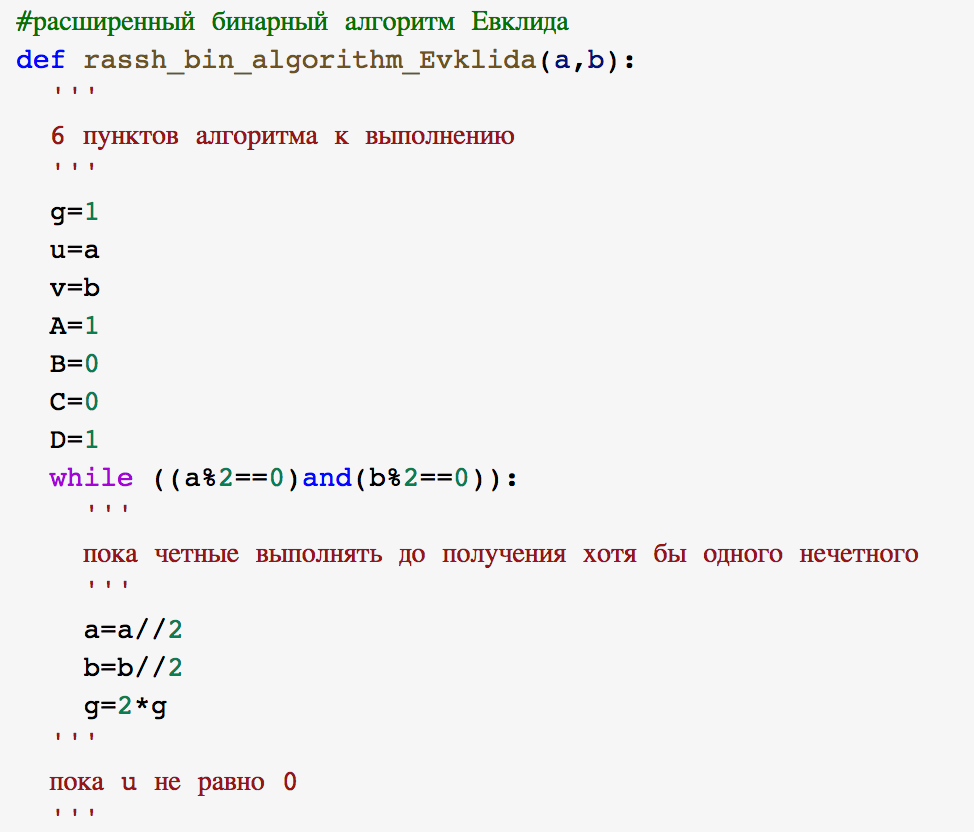 #расширенный бинарный алгоритм Евклида
def rassh_bin_algorithm_Evklida(a,b):
'''
6 пунктов алгоритма к выполнению
'''
g=1
u=a
v=b
A=1
B=0
C=0
D=1
while ((a%2==0)and(b%2==0)):
'''
пока четные выполнять до получения хотя бы одного нечетного
'''
a=a//2
b=b//2
g=2*g
'''
пока u не равно 0
'''